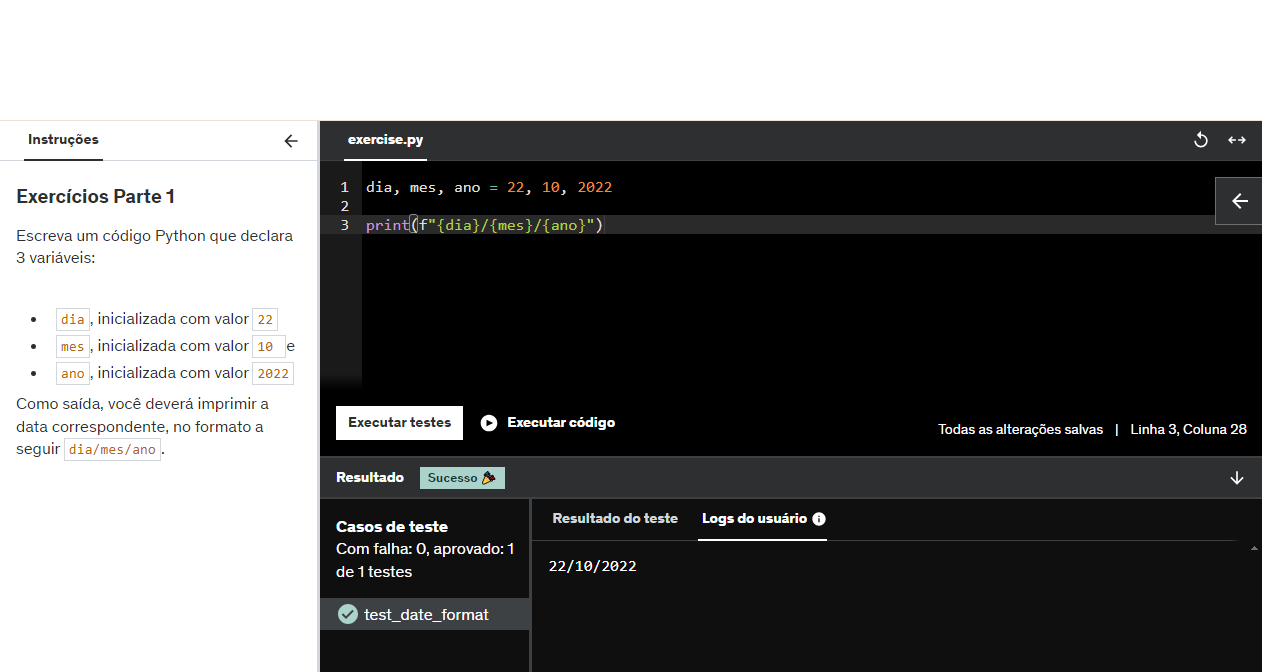 Instruções
Exercícios Parte 1
Escreva um código Python que declara
3 variáveis:
dia, inicializada com valor 22
mes, inicializada com valor 10 e
ano, inicializada com valor 2022
Como saída, você deverá imprimir a
data correspondente, no formato a
seguir dia/mes/ano.
exercise.py
1 dia, mes, ano = 22, 10, 2022
2
3 print(f"{dia}/{mes}/{ano}")
Executar testes
Executar código
Todas as alterações salvas | Linha 3, Coluna 28
Resultado Sucesso
Casos de teste
Com falha: 0, aprovado: 1
de 1 testes
test_date_format
Resultado do teste Logs do usuário
22/10/2022